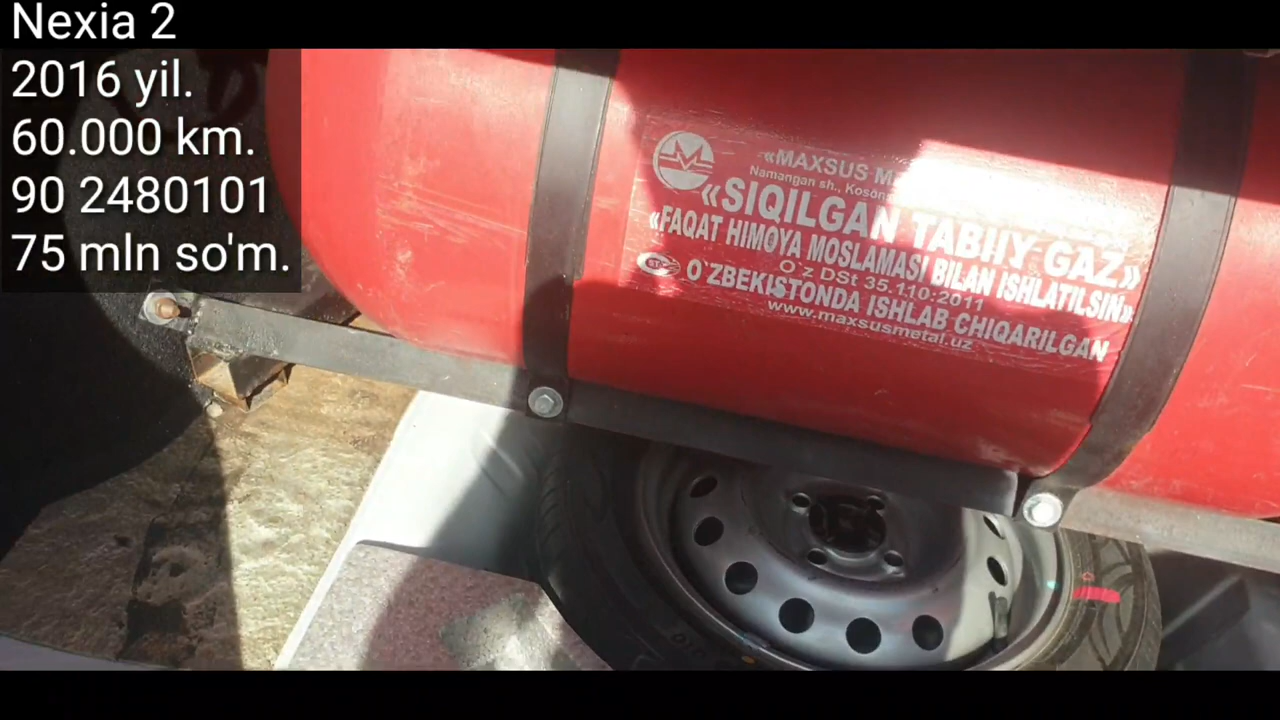 Nexia 2
2016 yil.
60.000 km.
90 2480101
75 mln so'm.
«MAXSUS
Namangan sh.,
«SIQILGAN TABIIY GAZ»
«FAQAT HIMOYA MOSLAMASI BILAN ISHLATILSIN»
O'z DSt 35.110:2011
O'ZBEKISTONDA ISHLAB CHIQARILGAN
www.maxsusmetal.uz